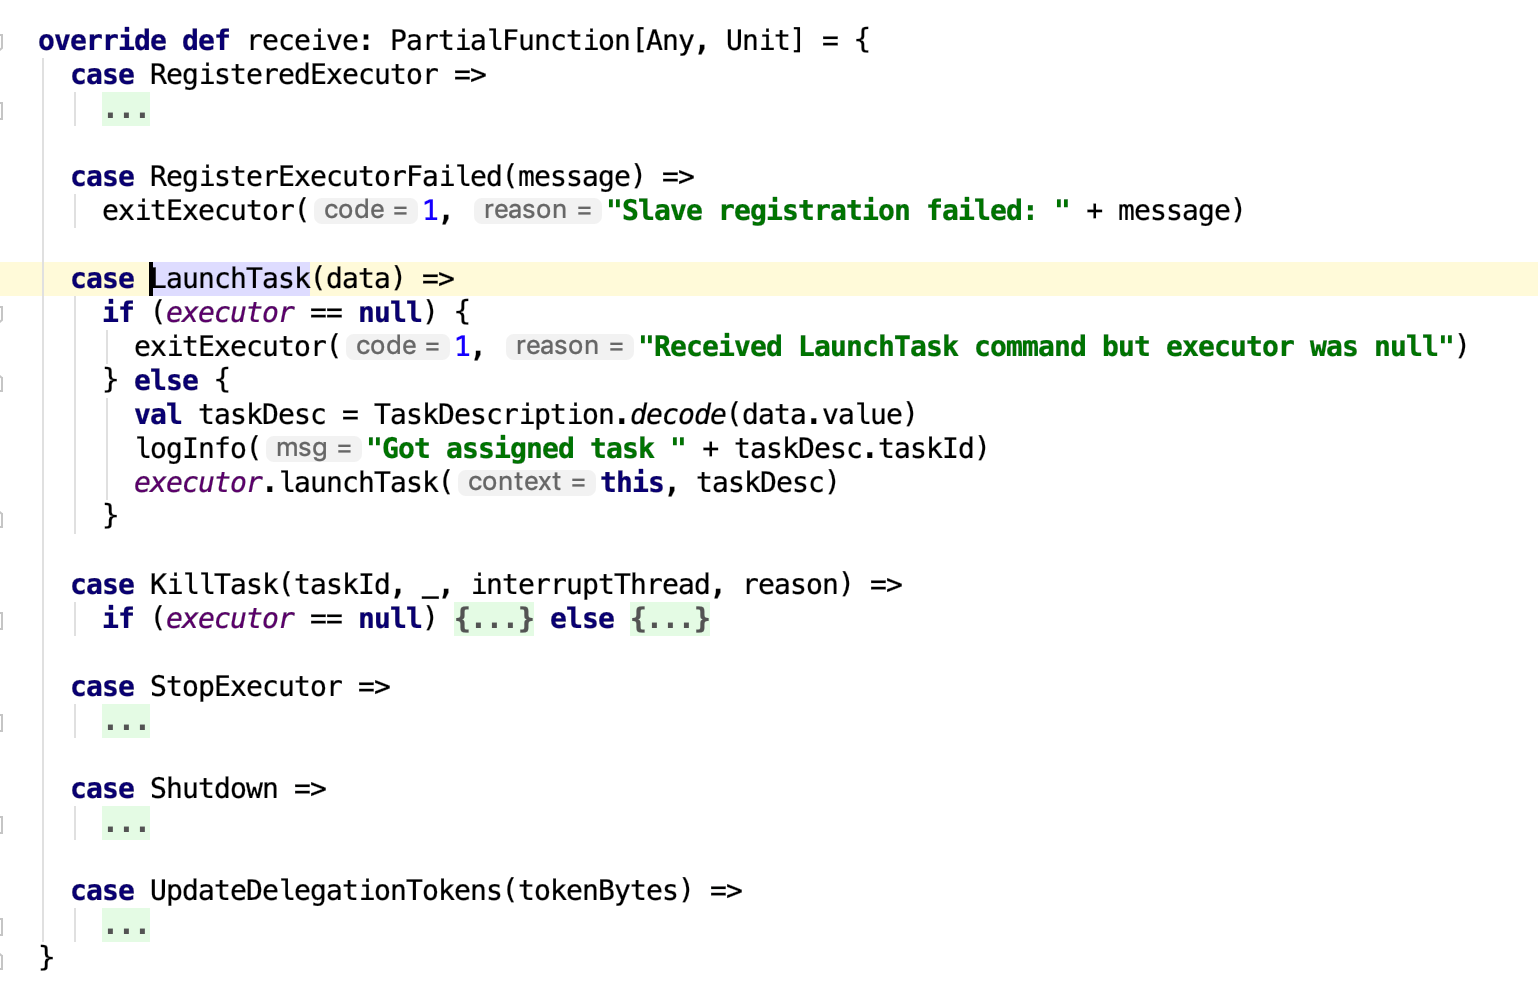 override def receive: PartialFunction[Any, Unit] = {
case RegisteredExecutor =>
...
case RegisterExecutorFailed(message) =>
exitExecutor( code = 1, reason = "Slave registration failed: " + message)
case LaunchTask(data) =>
if (executor == null) {
exitExecutor( code = 1, reason = "Received LaunchTask command but executor was null")
} else {
val taskDesc = TaskDescription.decode(data.value)
logInfo( msg = "Got assigned task " + taskDesc.taskId)
executor.launchTask( context = this, taskDesc)
}
case KillTask(taskId, _, interruptThread, reason) =>
if (executor == null) {...} else {...}
case StopExecutor =>
...
case Shutdown =>
...
case UpdateDelegationTokens(tokenBytes) =>
...
}